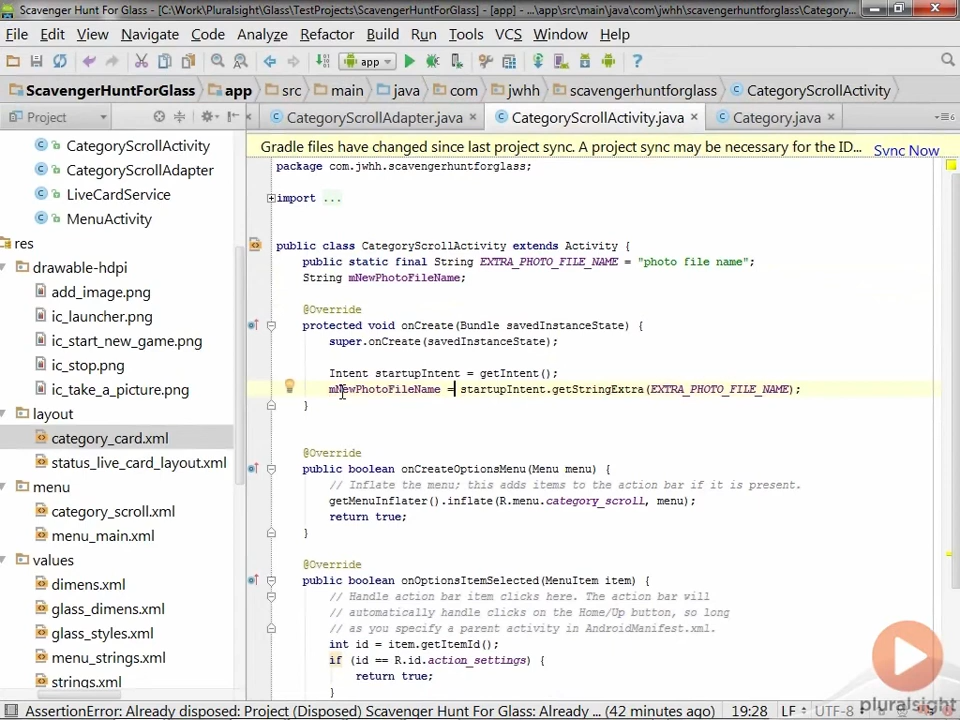 Scavenger Hunt For Glass - [C:\Work\Pluralsight\Glass\TestProjects\ScavengerHuntForGlass] - [app] - ...\app\src\main\java\com\jwhh\scavengerhuntforglass\Category...
File Edit View Navigate Code Analyze Refactor Build Run Tools VCS Window Help
app
ScavengerHuntForGlass app src main java com jwhh scavengerhuntforglass CategoryScrollActivity
Project
CategoryScrollAdapter.java CategoryScrollActivity.java Category.java
CategoryScrollActivity
CategoryScrollAdapter
LiveCardService
MenuActivity
res
drawable-hdpi
add_image.png
ic_launcher.png
ic_start_new_game.png
ic_stop.png
ic_take_a_picture.png
layout
category_card.xml
status_live_card_layout.xml
menu
category_scroll.xml
menu_main.xml
values
dimens.xml
glass_dimens.xml
glass_styles.xml
menu_strings.xml
strings.xml
Gradle files have changed since last project sync. A project sync may be necessary for the ID... Sync Now
package com.jwhh.scavengerhuntforglass;
import ...
public class CategoryScrollActivity extends Activity {
public static final String EXTRA_PHOTO_FILE_NAME = "photo file name";
String mNewPhotoFileName;
@Override
protected void onCreate(Bundle savedInstanceState) {
super.onCreate(savedInstanceState);
Intent startupIntent = getIntent();
mNewPhotoFileName = startupIntent.getStringExtra(EXTRA_PHOTO_FILE_NAME);
}
@Override
public boolean onCreateOptionsMenu(Menu menu) {
// Inflate the menu; this adds items to the action bar if it is present.
getMenuInflater().inflate(R.menu.category_scroll, menu);
return true;
}
@Override
public boolean onOptionsItemSelected(MenuItem item) {
// Handle action bar item clicks here. The action bar will
// automatically handle clicks on the Home/Up button, so long
// as you specify a parent activity in AndroidManifest.xml.
int id = item.getItemId();
if (id == R.id.action_settings) {
return true;
}
pluralsight
AssertionError: Already disposed: Project (Disposed) Scavenger Hunt For Glass: Already ... (42 minutes ago) 19:28 LF UTF-8